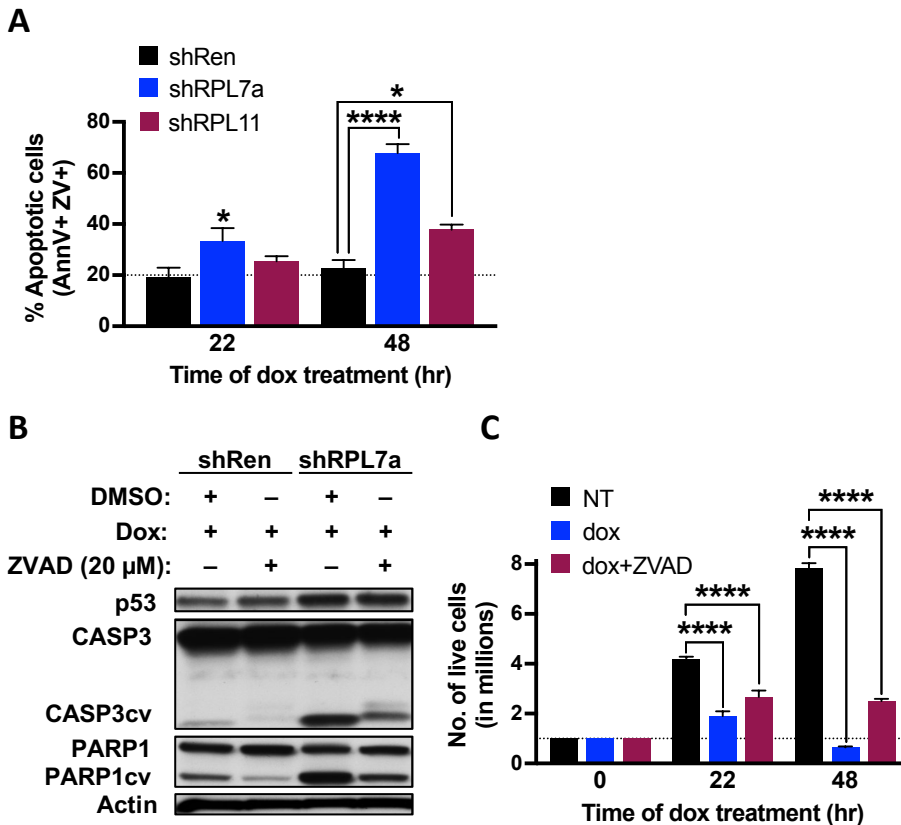 A
shRen
shRPL7a
shRPL11
% Apoptotic cells
(AnnV+ ZV+)
80
60
40
20
0
*
****
*
22
48
Time of dox treatment (hr)
B
shRen shRPL7a
DMSO: + – + –
Dox: + + + +
ZVAD (20 µM): – + – +
p53
CASP3
CASP3cv
PARP1
PARP1cv
Actin
C
NT
dox
dox+ZVAD
No. of live cells
(in millions)
8
6
4
2
0
****
****
****
****
0
22
48
Time of dox treatment (hr)